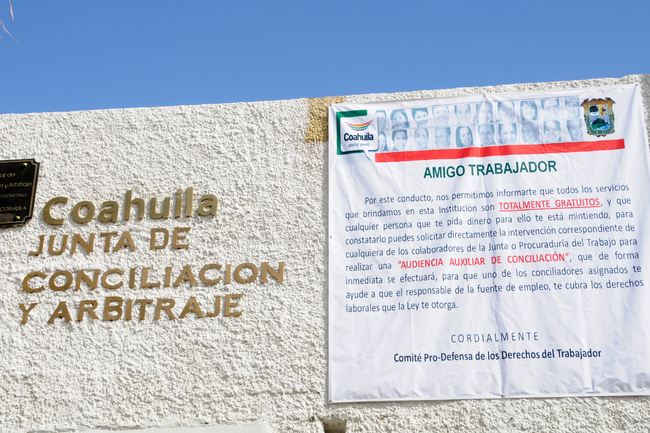 Coahuila
JUNTA DE
CONCILIACION
Y ARBITRAJE
Coahuila
AMIGO TRABAJADOR
Por este conducto, nos permitimos informarte que todos los servicios
que brindamos en esta Institución son TOTALMENTE GRATUITOS, y que
cualquier persona que te pida dinero para ello te está mintiendo, para
constatarlo puedes solicitar directamente la intervención correspondiente de
cualquiera de los colaboradores de la Junta o Procuraduria del Trabajo para
realizar una "AUDIENCIA AUXILIAR DE CONCILIACIÓN", que de forma
inmediata se efectuará, para que uno de los conciliadores asignados te
ayude a que el responsable de la fuente de empleo, te cubra los derechos
laborales que la Ley te otorga.
CORDIALMENTE
Comité Pro-Defensa de los Derechos del Trabajador